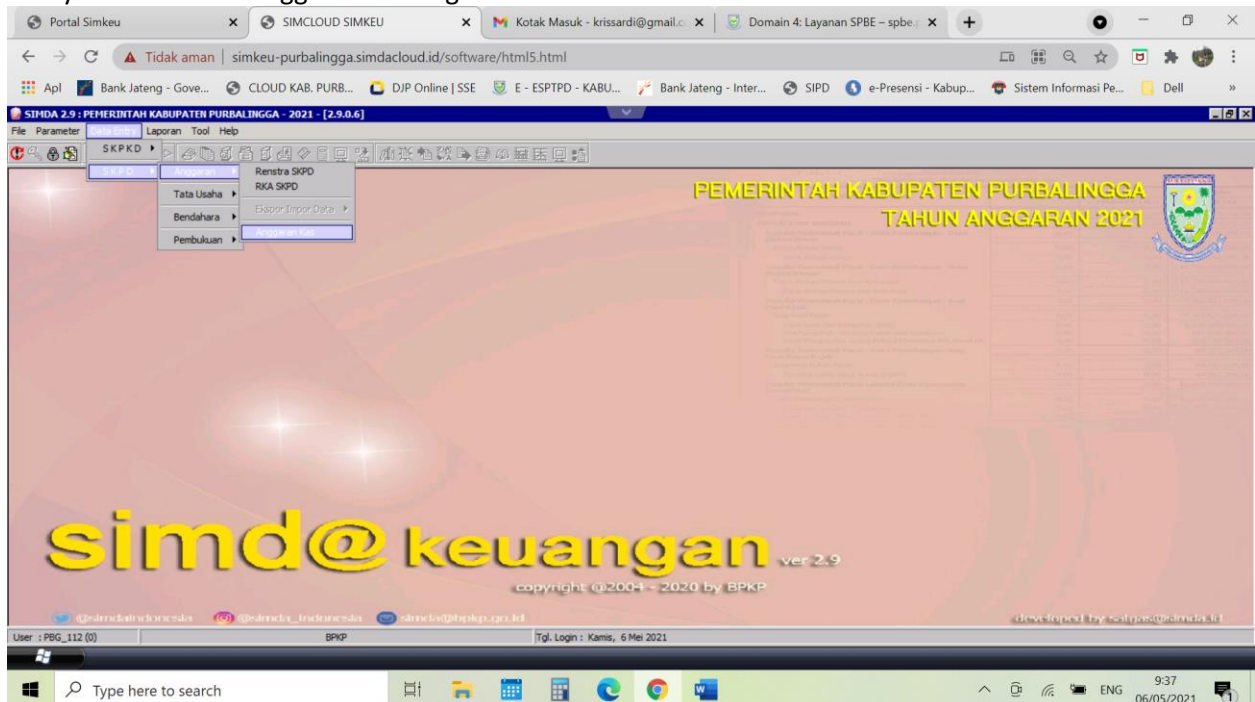 Portal Simkeu
SIMCLOUD SIMKEU
Kotak Masuk - krissardi@gmail.c
Domain 4: Layanan SPBE – spbe.
Tidak aman | simkeu-purbalingga.simdacloud.id/software/html5.html
Apl Bank Jateng - Gove... CLOUD KAB. PURB... DJP Online | SSE E - ESPTPD - KABU... Bank Jateng - Inter... SIPD e-Presensi - Kabup... Sistem Informasi Pe... Dell »
SIMDA 2.9 : PEMERINTAH KABUPATEN PURBALINGGA - 2021 - [2.9.0.6]
File Parameter Data Entry Laporan Tool Help
SKPKD
SKPD
Anggaran
Tata Usaha
Bendahara
Pembukuan
Renstra SKPD
RKA SKPD
Ekspor Impor Data
Anggaran Kas
PEMERINTAH KABUPATEN PURBALINGGA
TAHUN ANGGARAN 2021
simd@ keuangan ver 2.9
copyright @2004 - 2020 by BPKP
@simdaindonesia @simda_indonesia simda@bpkp.go.id
User : PBG_112 (0) BPKP Tgl. Login : Kamis, 6 Mei 2021
Type here to search
ENG
9:37
06/05/2021